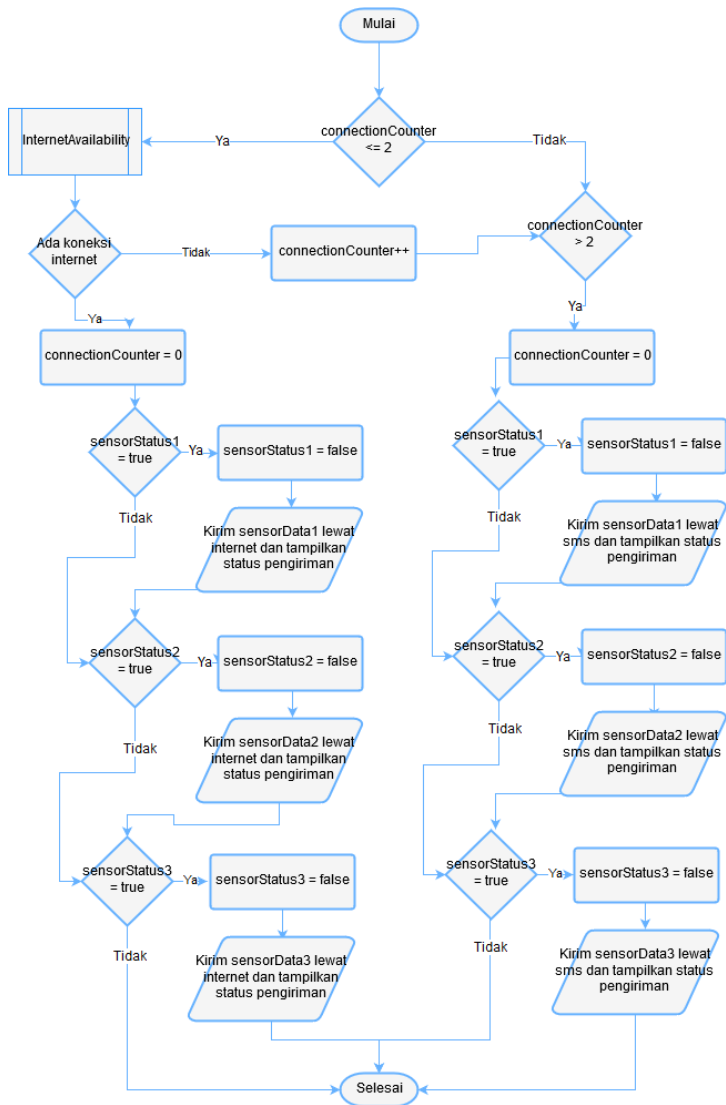 Mulai
connectionCounter
<= 2
Ya
Tidak
InternetAvailability
connectionCounter
> 2
Ada koneksi
internet
Tidak
connectionCounter++
Ya
Ya
connectionCounter = 0
connectionCounter = 0
sensorStatus1
= true
Ya
sensorStatus1 = false
sensorStatus1
= true
Ya
sensorStatus1 = false
Tidak
Kirim sensorData1 lewat
internet dan tampilkan
status pengiriman
Tidak
Kirim sensorData1 lewat
sms dan tampilkan status
pengiriman
sensorStatus2
= true
Ya
sensorStatus2 = false
sensorStatus2
= true
Ya
sensorStatus2 = false
Tidak
Kirim sensorData2 lewat
internet dan tampilkan
status pengiriman
Tidak
Kirim sensorData2 lewat
sms dan tampilkan status
pengiriman
sensorStatus3
= true
Ya
sensorStatus3 = false
sensorStatus3
= true
Ya
sensorStatus3 = false
Tidak
Kirim sensorData3 lewat
internet dan tampilkan
status pengiriman
Tidak
Kirim sensorData3 lewat
sms dan tampilkan status
pengiriman
Selesai